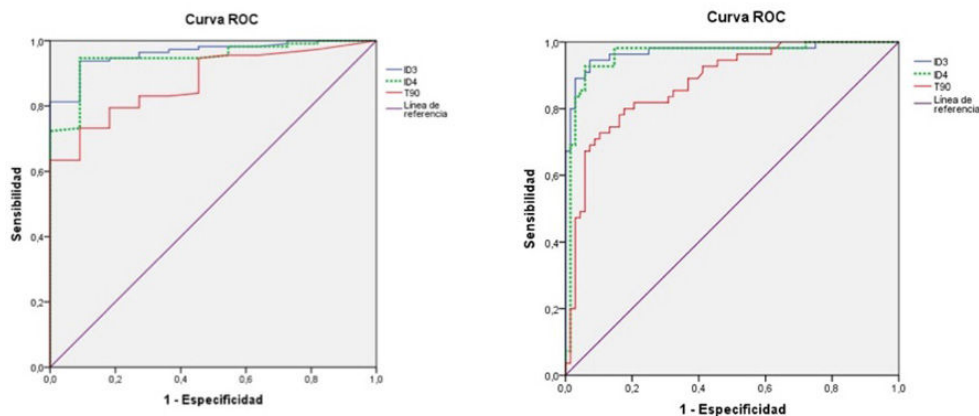 Curva ROC
Sensibilidad
1,0
0,8
0,6
0,4
0,2
0,0
0,0
0,2
0,4
0,6
0,8
1,0
1 - Especificidad
ID3
ID4
T90
Línea de
referencia
Curva ROC
Sensibilidad
1,0
0,8
0,6
0,4
0,2
0,0
0,0
0,2
0,4
0,6
0,8
1,0
1 - Especificidad
ID3
ID4
T90
Línea de
referencia